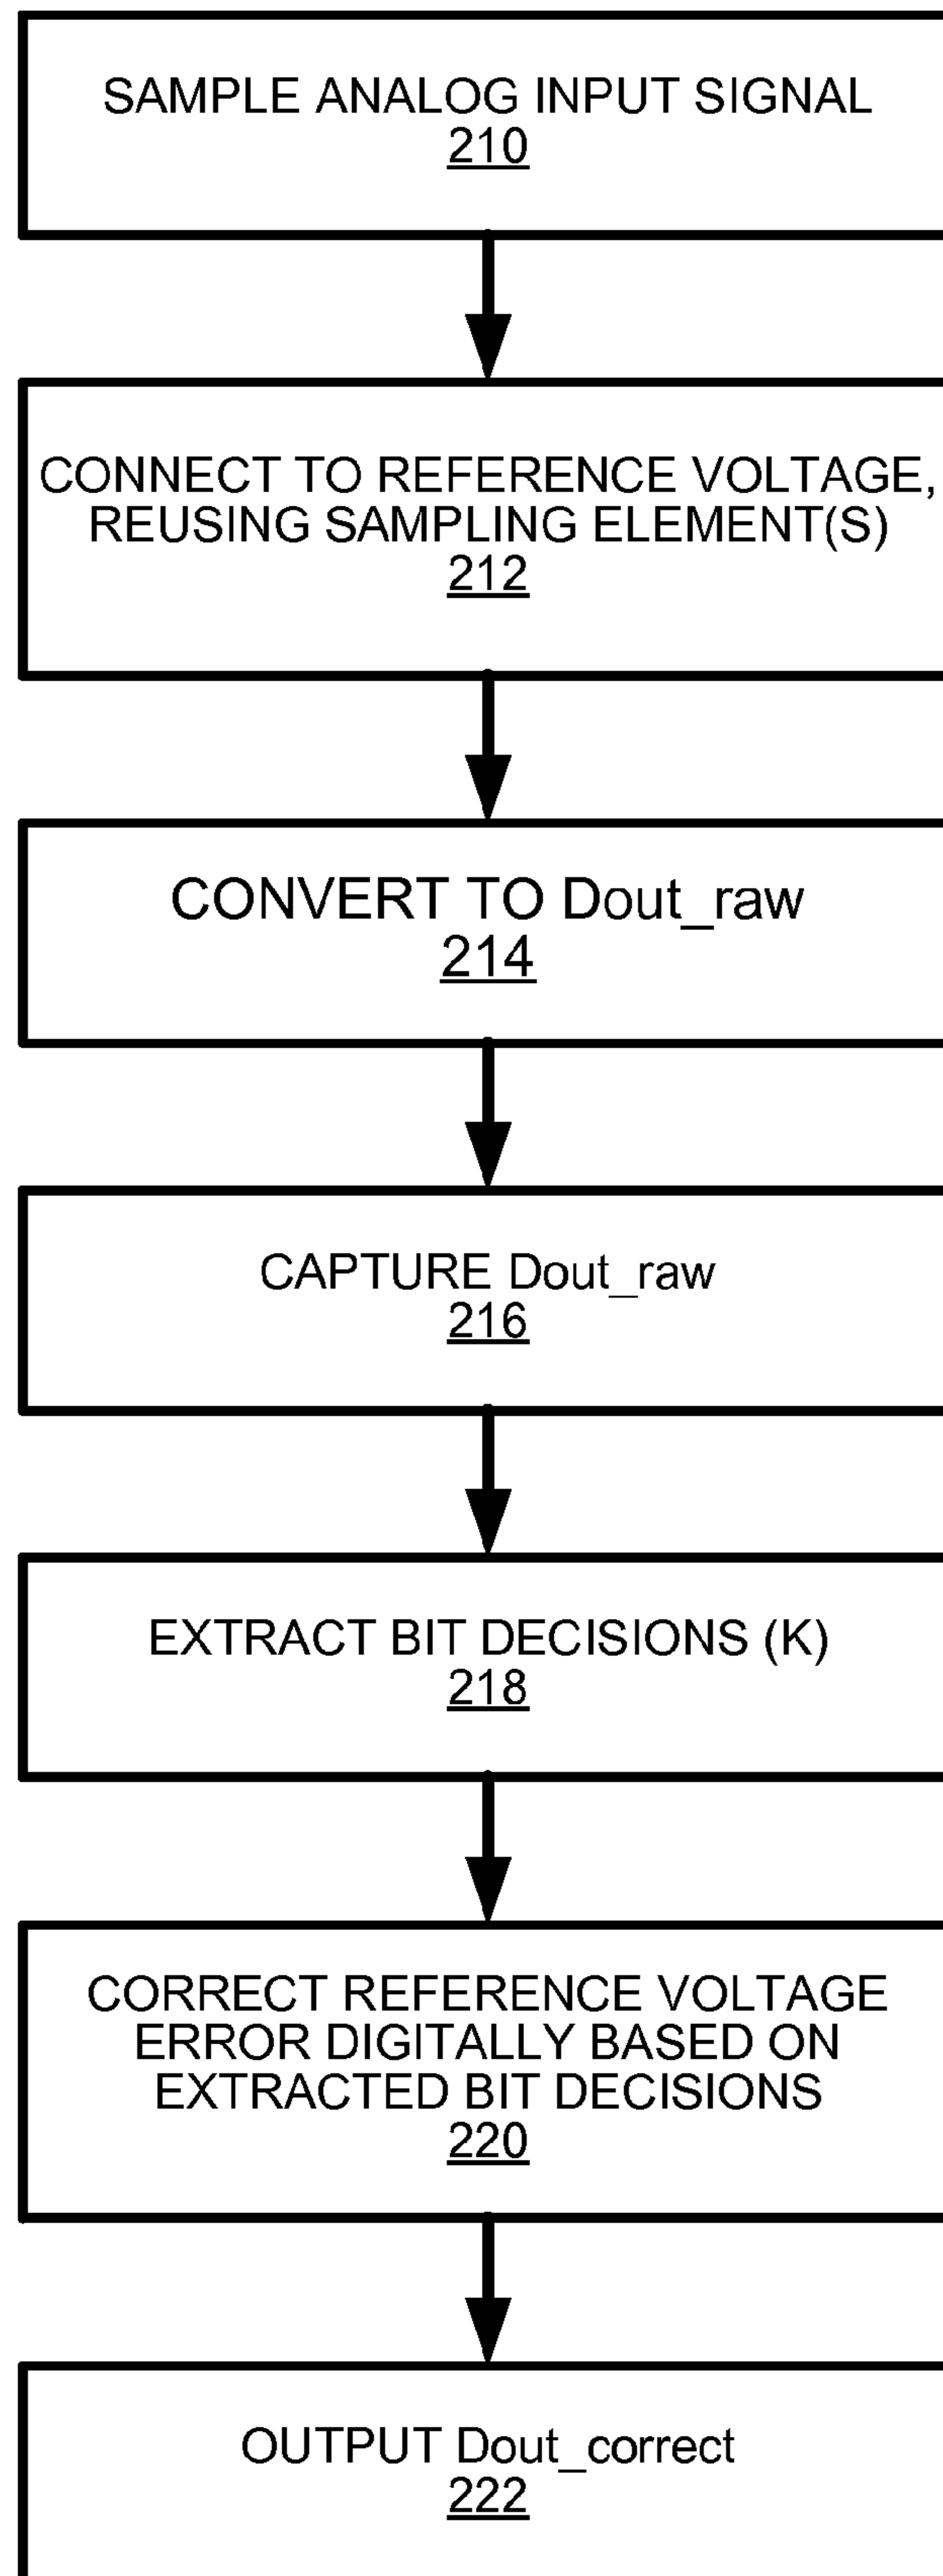 SAMPLE ANALOG INPUT SIGNAL
210
CONNECT TO REFERENCE VOLTAGE,
REUSING SAMPLING ELEMENT(S)
212
CONVERT TO Dout_raw
214
CAPTURE Dout_raw
216
EXTRACT BIT DECISIONS (K)
218
CORRECT REFERENCE VOLTAGE
ERROR DIGITALLY BASED ON
EXTRACTED BIT DECISIONS
220
OUTPUT Dout_correct
222